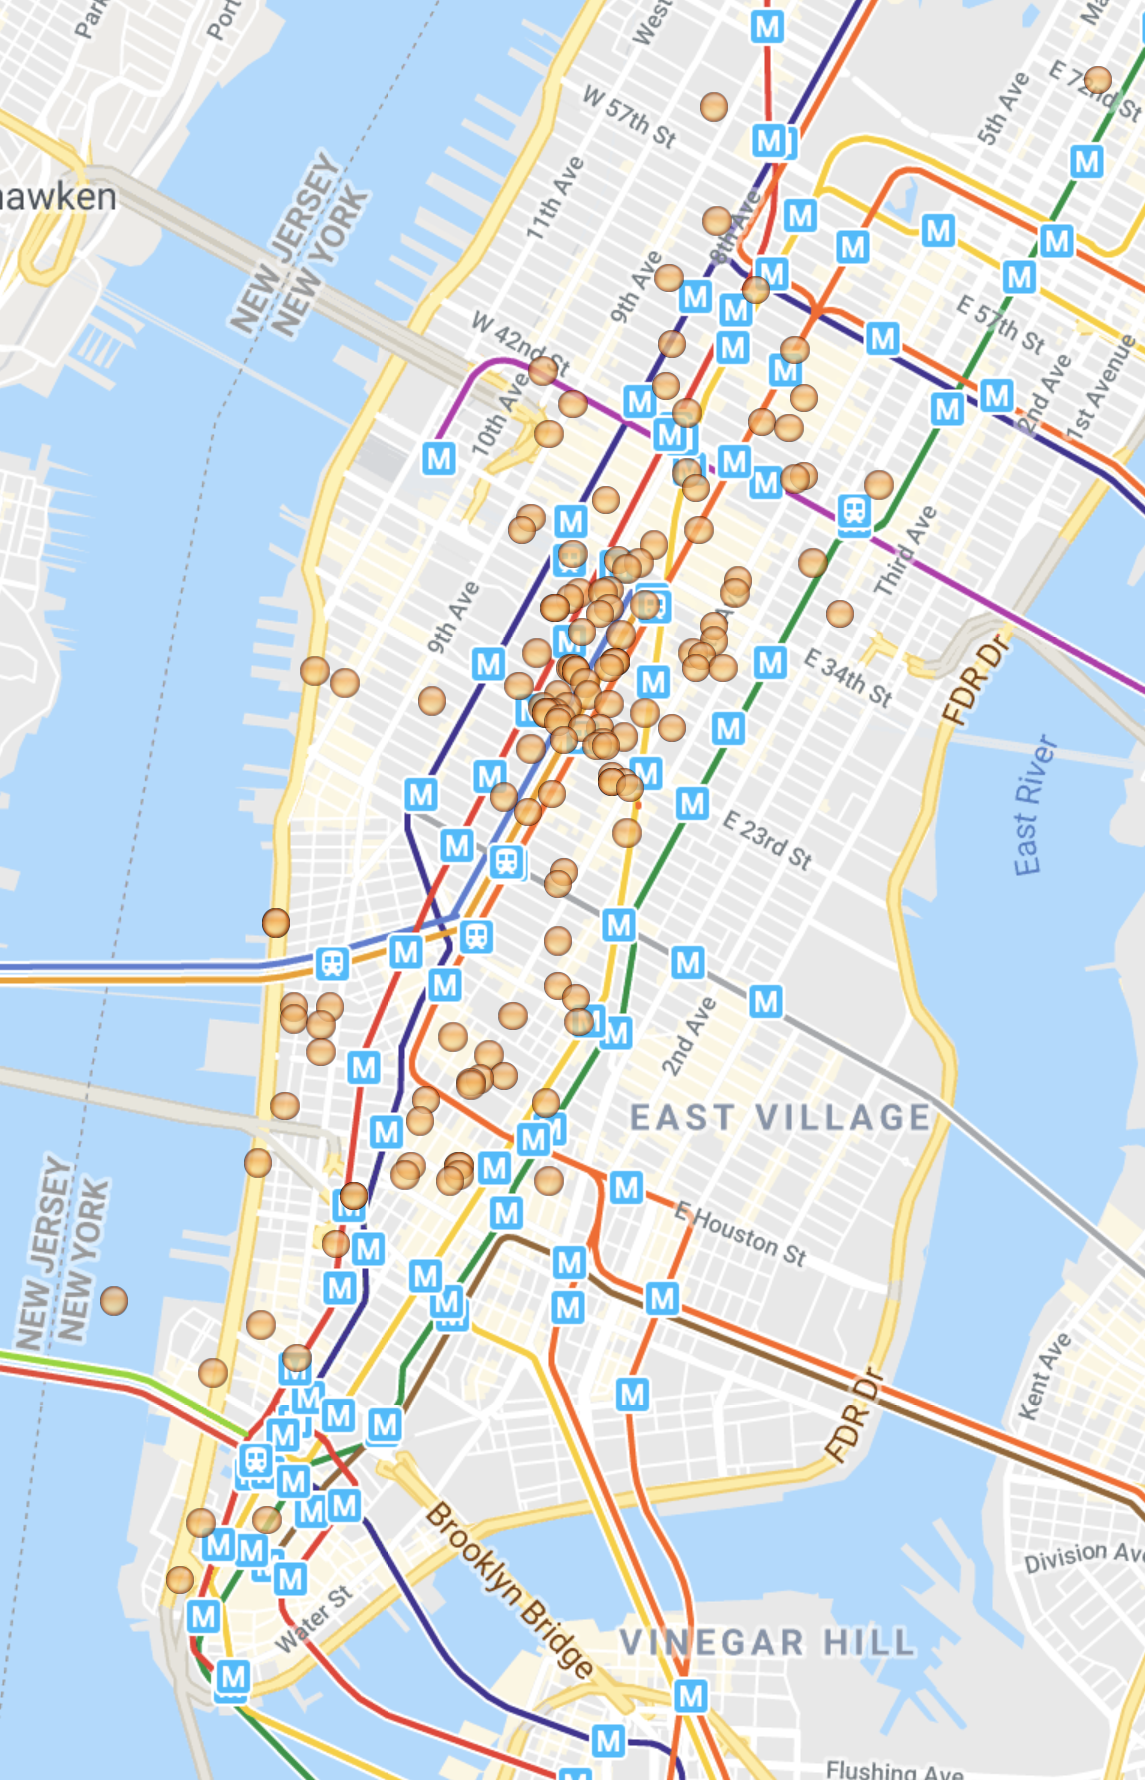 Park
Port
West
Ma
W 57th St
E 72nd St
5th Ave
hawken
NEW JERSEY
NEW YORK
11th Ave
8th Ave
9th Ave
E 57th St
W 42nd St
10th Ave
2nd Ave
1st Avenue
Third Ave
9th Ave
E 34th St
FDR Dr
East River
E 23rd St
2nd Ave
EAST VILLAGE
NEW JERSEY
NEW YORK
E Houston St
Kent Ave
FDR Dr
Brooklyn Bridge
Division Av
Water St
VINEGAR HILL
Flushing Ave